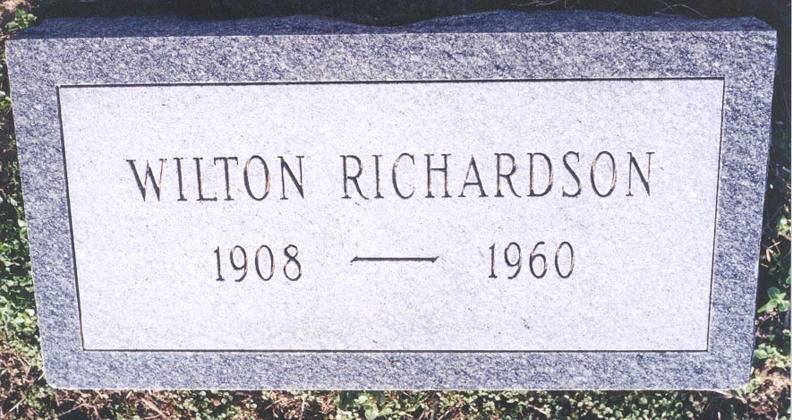 WILTON RICHARDSON
1908 — 1960